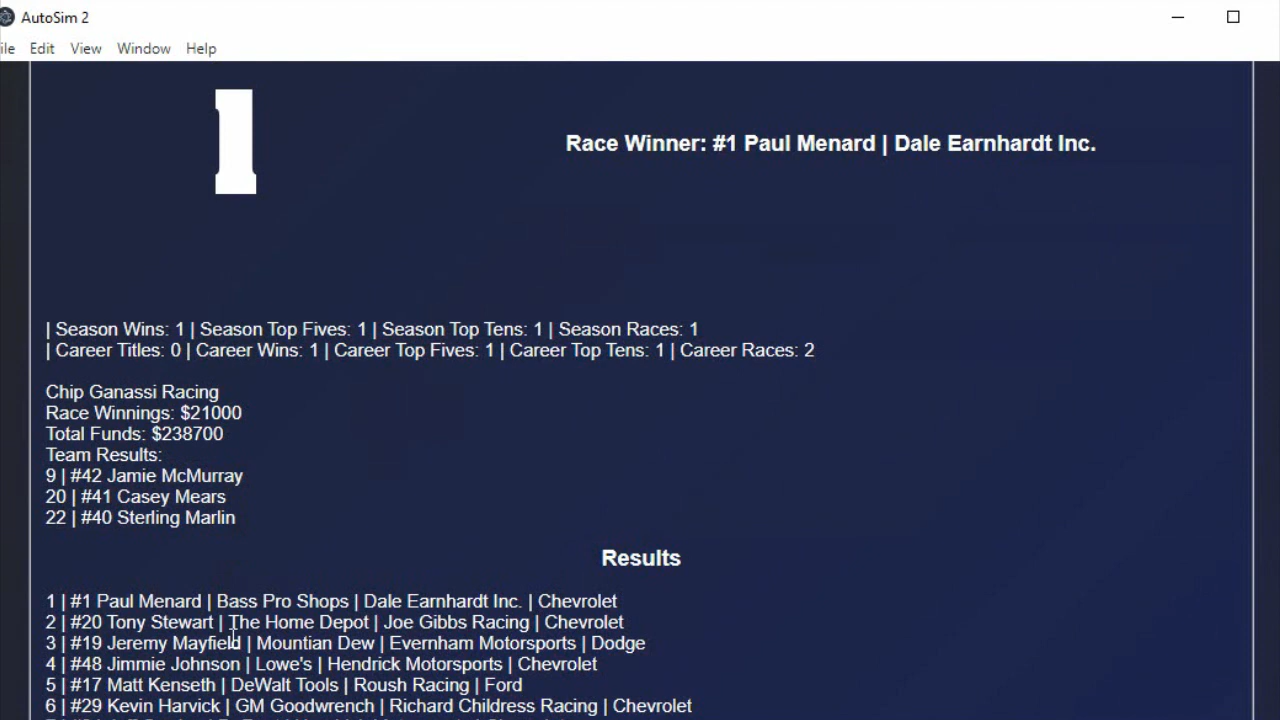 AutoSim 2
ile Edit View Window Help
1
Race Winner: #1 Paul Menard | Dale Earnhardt Inc.
| Season Wins: 1 | Season Top Fives: 1 | Season Top Tens: 1 | Season Races: 1
| Career Titles: 0 | Career Wins: 1 | Career Top Fives: 1 | Career Top Tens: 1 | Career Races: 2
Chip Ganassi Racing
Race Winnings: $21000
Total Funds: $238700
Team Results:
9 | #42 Jamie McMurray
20 | #41 Casey Mears
22 | #40 Sterling Marlin
Results
1 | #1 Paul Menard | Bass Pro Shops | Dale Earnhardt Inc. | Chevrolet
2 | #20 Tony Stewart | The Home Depot | Joe Gibbs Racing | Chevrolet
3 | #19 Jeremy Mayfield | Mountian Dew | Evernham Motorsports | Dodge
4 | #48 Jimmie Johnson | Lowe's | Hendrick Motorsports | Chevrolet
5 | #17 Matt Kenseth | DeWalt Tools | Roush Racing | Ford
6 | #29 Kevin Harvick | GM Goodwrench | Richard Childress Racing | Chevrolet